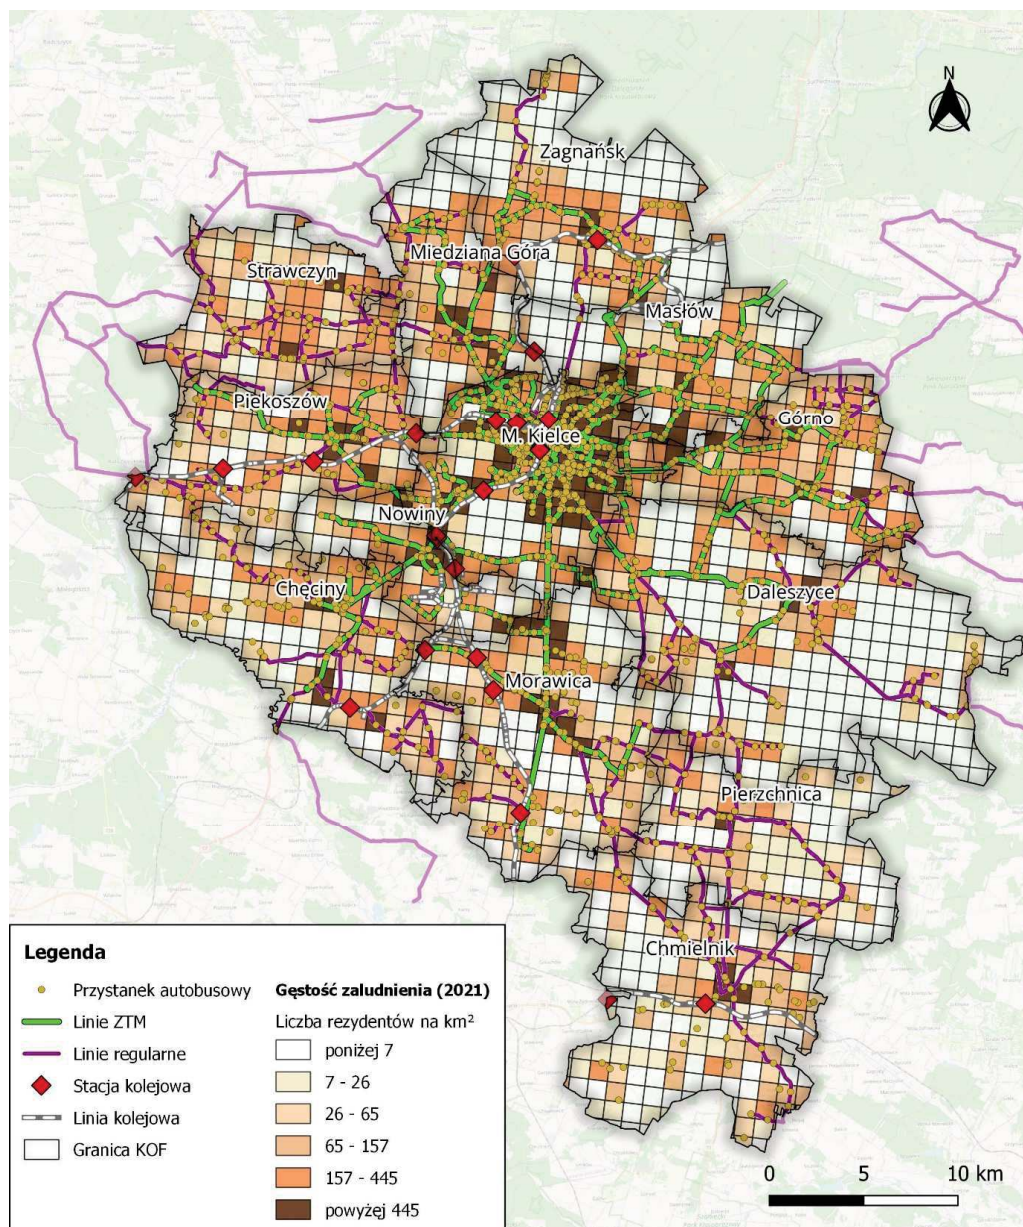 N
Zagnańsk
Miedziana Góra
Strawczyn
Masłów
Piekoszów
Górno
M. Kielce
Nowiny
Chęciny
Daleszyce
Morawica
Pierzchnica
Chmielnik
Legenda
Przystanek autobusowy
Linie ZTM
Linie regularne
Stacja kolejowa
Linia kolejowa
Granica KOF
Gęstość zaludnienia (2021)
Liczba rezydentów na km²
poniżej 7
7 - 26
26 - 65
65 - 157
157 - 445
powyżej 445
0 5 10 km